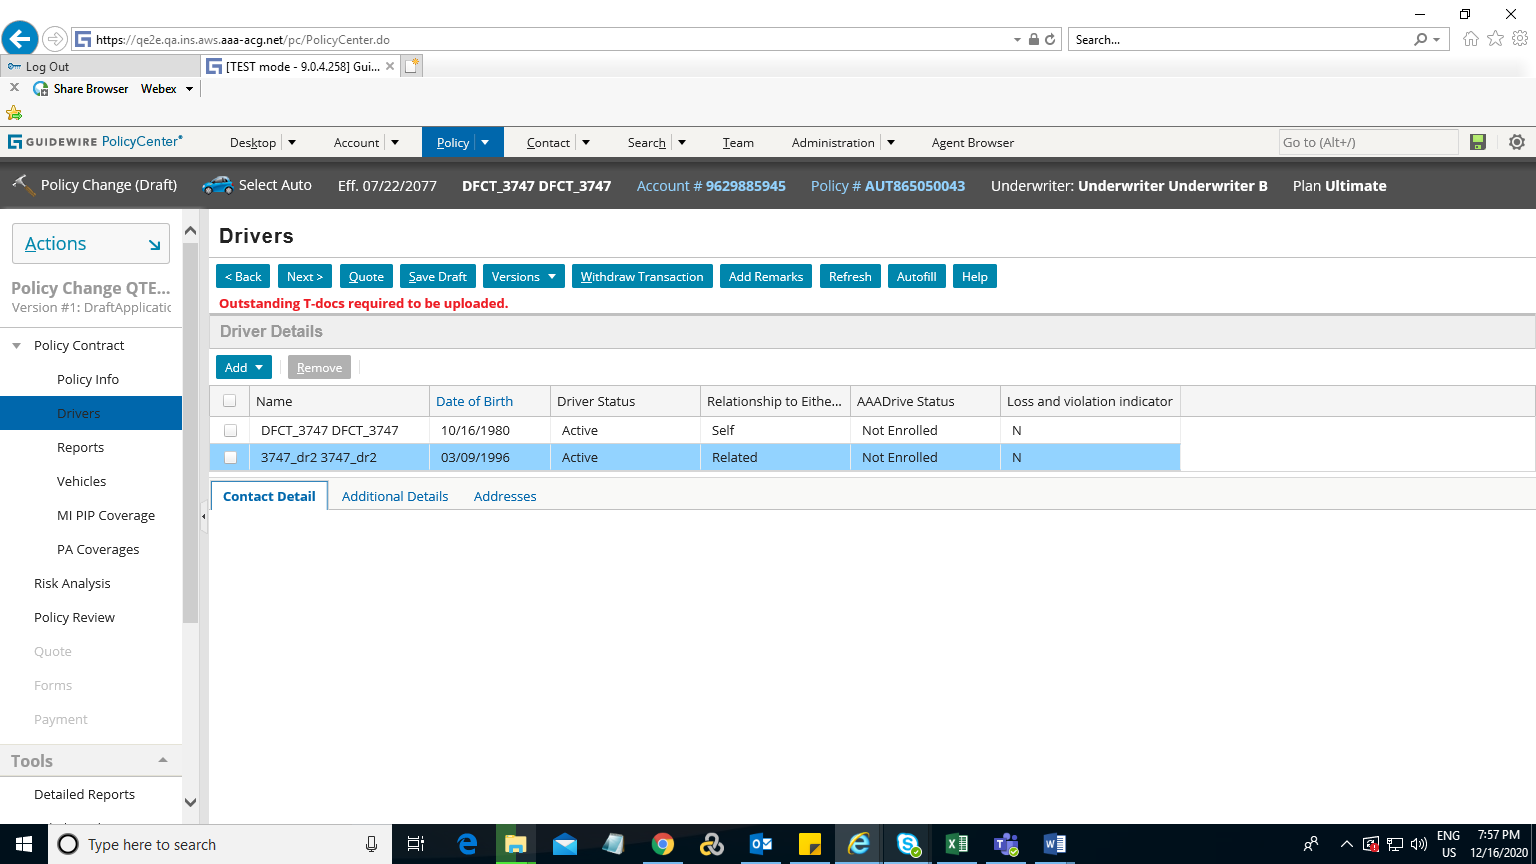 https://qe2e.qa.ins.aws.aaa-acg.net/pc/PolicyCenter.do
Search...
Log Out
[TEST mode - 9.0.4.258] Gui...
Share Browser Webex
GUIDEWIRE PolicyCenter
Desktop Account Policy Contact Search Team Administration Agent Browser Go to (Alt+/)
Policy Change (Draft) Select Auto Eff. 07/22/2077 DFCT_3747 DFCT_3747 Account # 9629885945 Policy # AUT865050043 Underwriter: Underwriter Underwriter B Plan Ultimate
Actions
Policy Change QTE...
Version #1: DraftApplicatic
Policy Contract
Policy Info
Drivers
Reports
Vehicles
MI PIP Coverage
PA Coverages
Risk Analysis
Policy Review
Quote
Forms
Payment
Tools
Detailed Reports
Drivers
< Back Next > Quote Save Draft Versions Withdraw Transaction Add Remarks Refresh Autofill Help
Outstanding T-docs required to be uploaded.
Driver Details
Add Remove
Name Date of Birth Driver Status Relationship to Eithe... AAADrive Status Loss and violation indicator
DFCT_3747 DFCT_3747 10/16/1980 Active Self Not Enrolled N
3747_dr2 3747_dr2 03/09/1996 Active Related Not Enrolled N
Contact Detail Additional Details Addresses
Type here to search
ENG
US
7:57 PM
12/16/2020